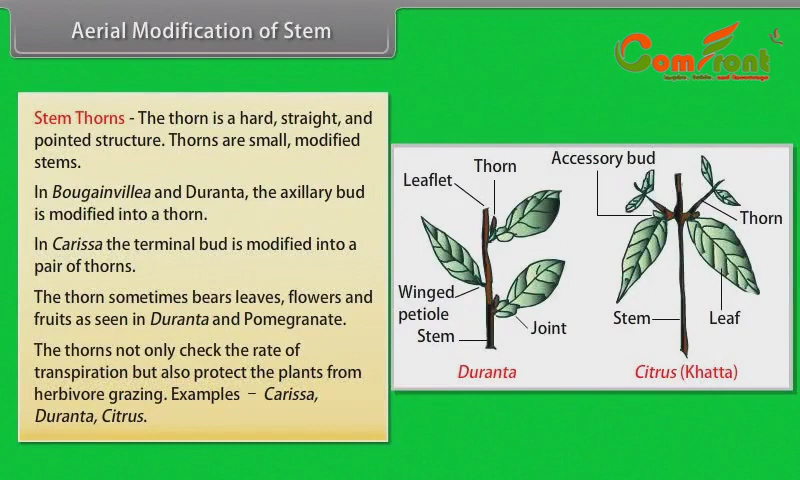 Aerial Modification of Stem
ComFront
Stem Thorns - The thorn is a hard, straight, and
pointed structure. Thorns are small, modified
stems.
In Bougainvillea and Duranta, the axillary bud
is modified into a thorn.
In Carissa the terminal bud is modified into a
pair of thorns.
The thorn sometimes bears leaves, flowers and
fruits as seen in Duranta and Pomegranate.
The thorns not only check the rate of
transpiration but also protect the plants from
herbivore grazing. Examples – Carissa,
Duranta, Citrus.
Leaflet
Thorn
Winged
petiole
Stem
Joint
Duranta
Accessory bud
Thorn
Stem
Leaf
Citrus (Khatta)